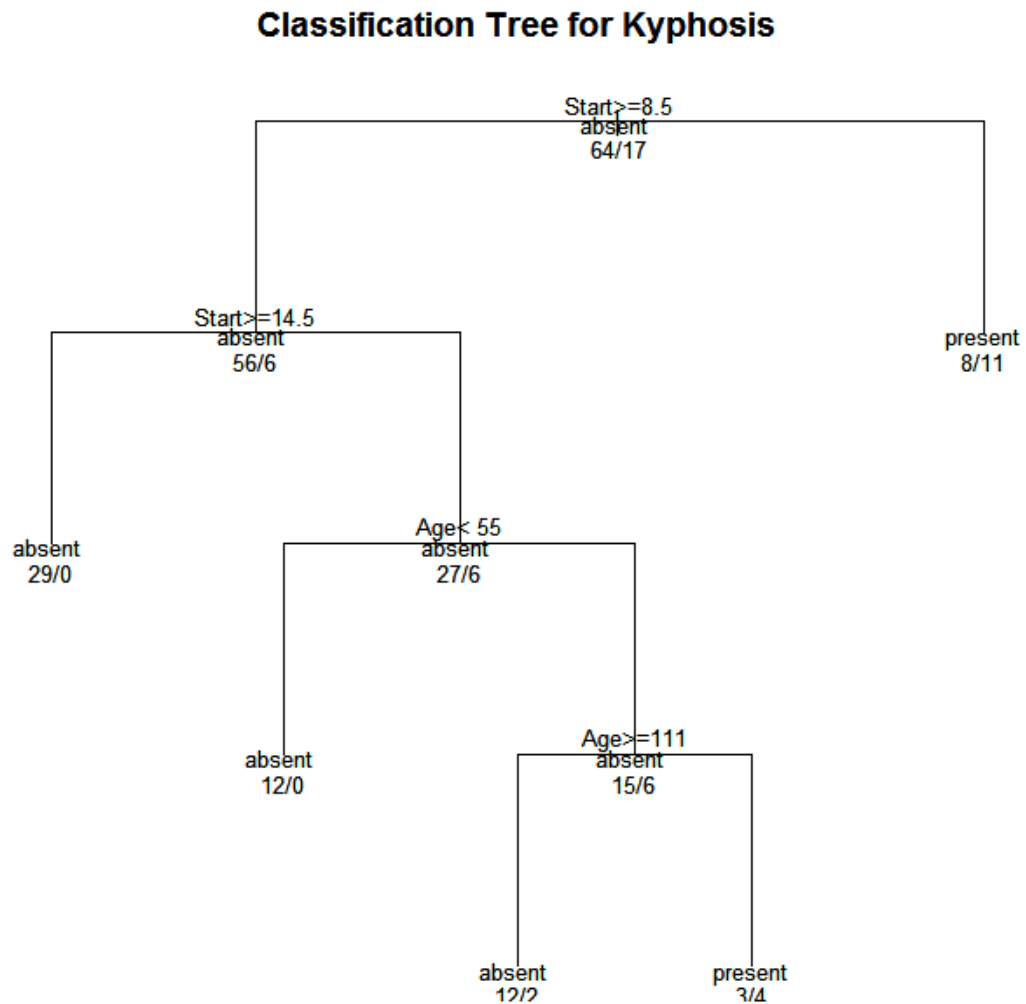 Classification Tree for Kyphosis
Start>=8.5
absent
64/17
Start>=14.5
absent
56/6
present
8/11
absent
29/0
Age< 55
absent
27/6
absent
12/0
Age>=111
absent
15/6
absent
12/2
present
3/4